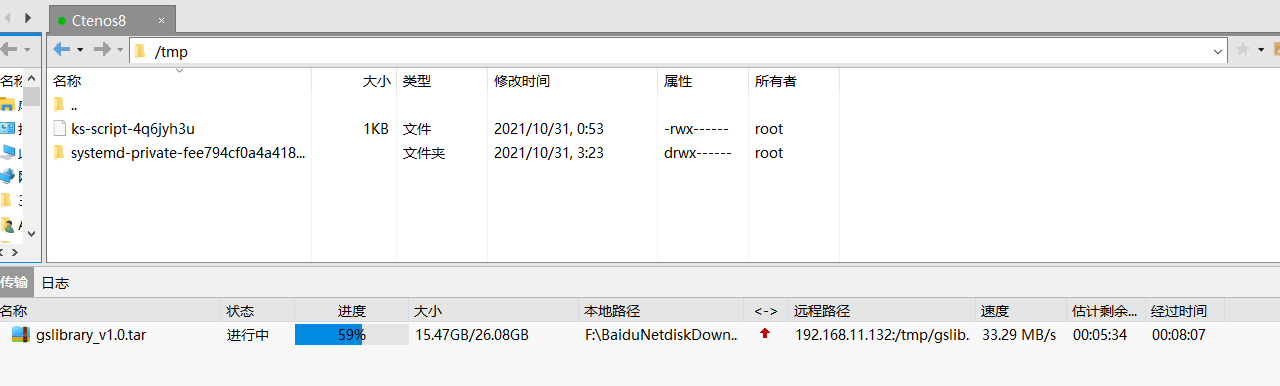 Ctenos8 ×
/tmp
名称 名称 大小 类型 修改时间 属性 所有者
..
ks-script-4q6jyh3u 1KB 文件 2021/10/31, 0:53 -rwx------ root
systemd-private-fee794cf0a4a418... 文件夹 2021/10/31, 3:23 drwx------ root
传输 日志
名称 状态 进度 大小 本地路径 <-> 远程路径 速度 估计剩余... 经过时间
gslibrary_v1.0.tar 进行中 59% 15.47GB/26.08GB F:\BaiduNetdiskDown... 192.168.11.132:/tmp/gslib... 33.29 MB/s 00:05:34 00:08:07